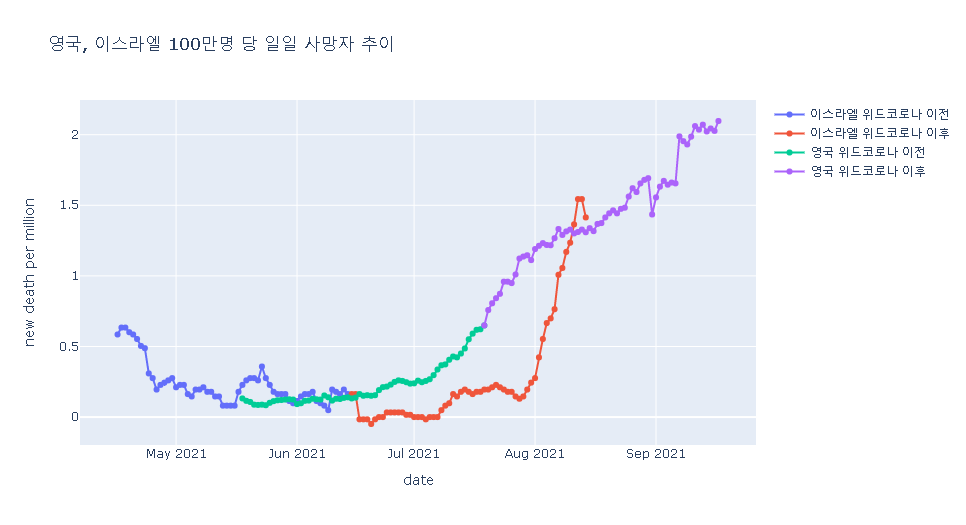 영국, 이스라엘 100만명 당 일일 사망자 추이
이스라엘 위드코로나 이전
이스라엘 위드코로나 이후
영국 위드코로나 이전
영국 위드코로나 이후
new death per million
2
1.5
1
0.5
0
May 2021
Jun 2021
Jul 2021
Aug 2021
Sep 2021
date